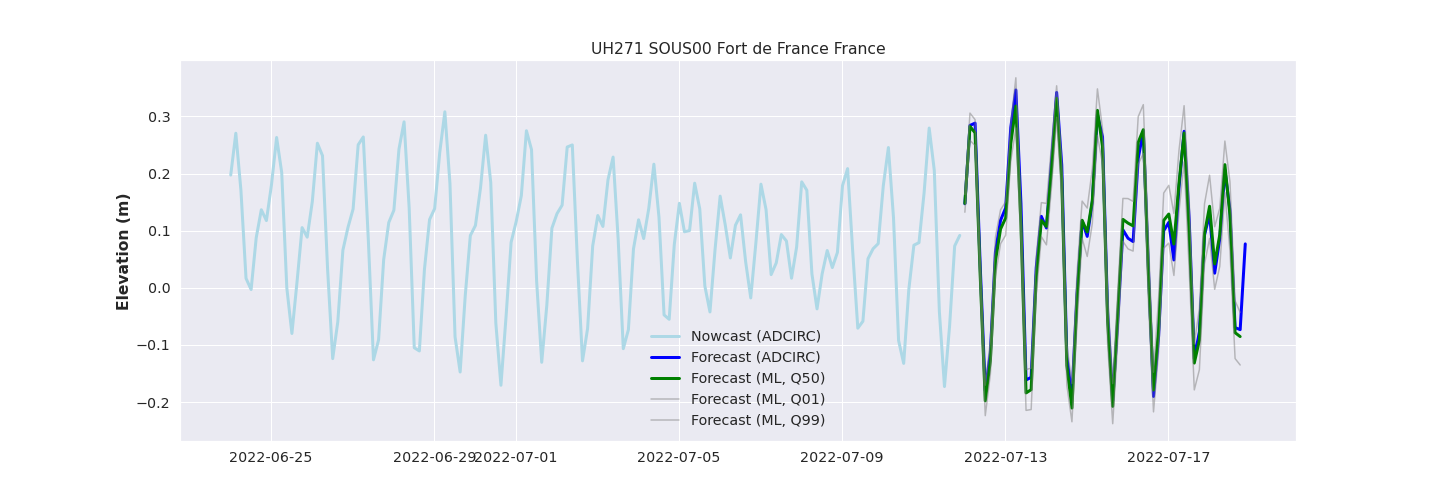 UH271 SOUS00 Fort de France France
Elevation (m)
0.3
0.2
0.1
0.0
−0.1
−0.2
Nowcast (ADCIRC)
Forecast (ADCIRC)
Forecast (ML, Q50)
Forecast (ML, Q01)
Forecast (ML, Q99)
2022-06-25 2022-06-29 2022-07-01 2022-07-05 2022-07-09 2022-07-13 2022-07-17